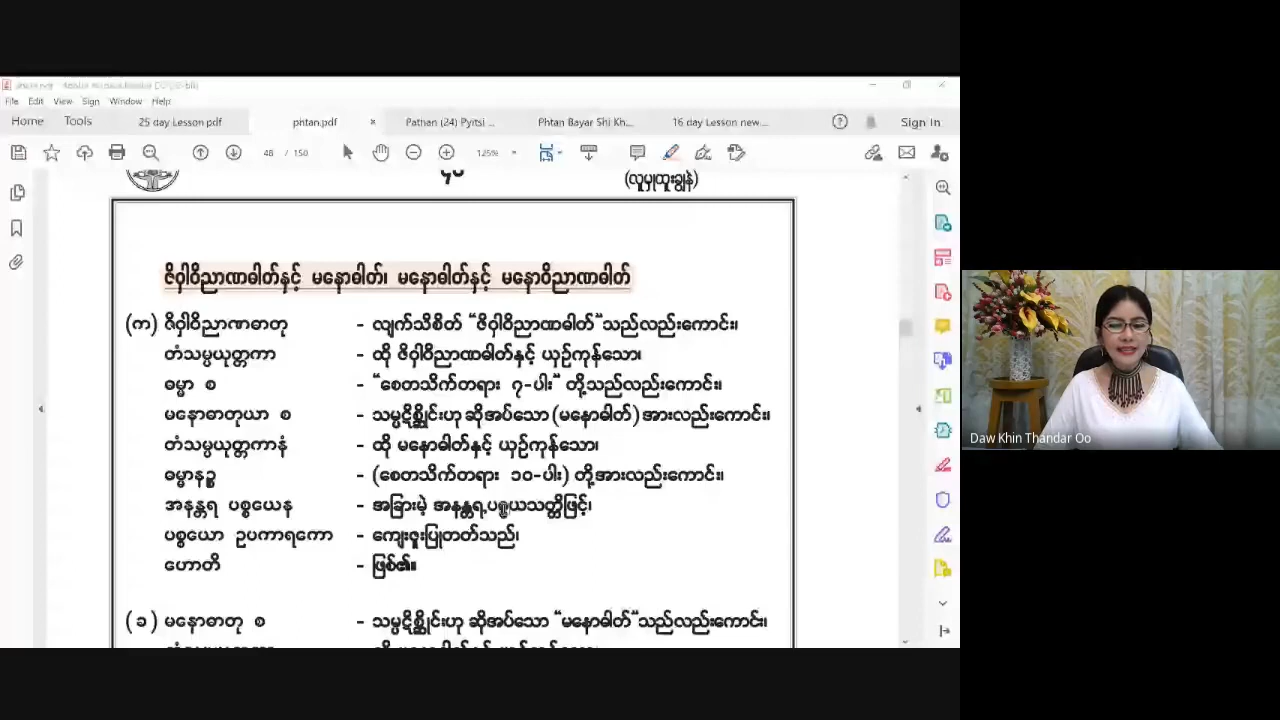 File Edit View Sign Window Help
Home Tools 25 day Lesson.pdf phtan.pdf × Pathan (24) Pyitsi ... Phtan Bayar Shi Kh... 16 day Lesson new... Sign In
48 / 150 125%
(လူမှုထူးချွန်)
ဇိဝှါဝိညာဏဓါတ်နှင့် မနောဓါတ်၊ မနောဓါတ်နှင့် မနောဝိညာဏဓါတ်
(က) ဇိဝှါဝိညာဏဓာတု - လျက်သိစိတ် “ဇိဝှါဝိညာဏဓါတ်“သည်လည်းကောင်း၊
တံသမ္ပယုတ္တကာ - ထို ဇိဝှါဝိညာဏဓါတ်နှင့် ယှဉ်ကုန်သော၊
ဓမ္မာ စ - “စေတသိက်တရား ၇-ပါး“ တို့သည်လည်းကောင်း၊
မနောဓာတုယာ စ - သမ္ပဋိစ္ဆိုင်းဟု ဆိုအပ်သော (မနောဓါတ်) အားလည်းကောင်း၊
တံသမ္ပယုတ္တကာနံ - ထို မနောဓါတ်နှင့် ယှဉ်ကုန်သော၊
ဓမ္မာနဉ္စ - (စေတသိက်တရား ၁၀-ပါး) တို့အားလည်းကောင်း၊
အနန္တရ ပစ္စယေန - အခြားမဲ့ အနန္တရပစ္စယသတ္တိဖြင့်၊
ပစ္စယော ဥပကာရကော - ကျေးဇူးပြုတတ်သည်၊
ဟောတိ - ဖြစ်၏။
(ခ) မနောဓာတု စ - သမ္ပဋိစ္ဆိုင်းဟု ဆိုအပ်သော “မနောဓါတ်“သည်လည်းကောင်း၊
Daw Khin Thandar Oo